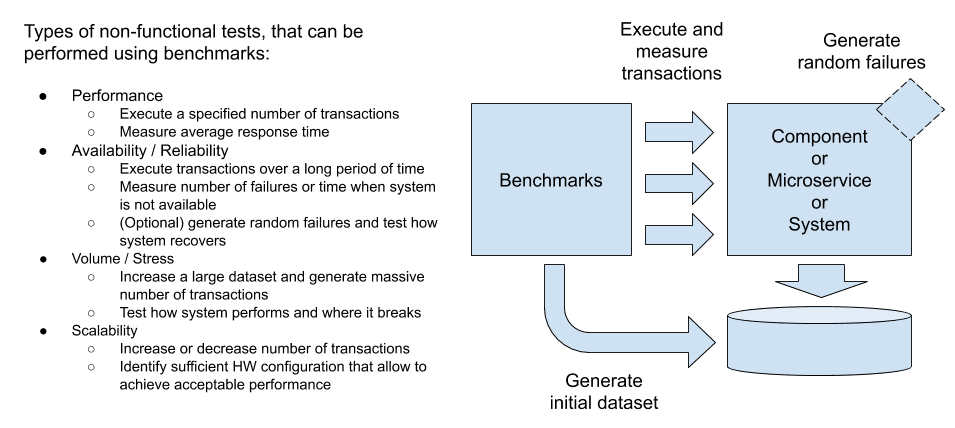 Types of non-functional tests, that can be
performed using benchmarks:
● Performance
○ Execute a specified number of transactions
○ Measure average response time
● Availability / Reliability
○ Execute transactions over a long period of time
○ Measure number of failures or time when system
is not available
○ (Optional) generate random failures and test how
system recovers
● Volume / Stress
○ Increase a large dataset and generate massive
number of transactions
○ Test how system performs and where it breaks
● Scalability
○ Increase or decrease number of transactions
○ Identify sufficient HW configuration that allow to
achieve acceptable performance
Execute and
measure
transactions
Generate
random failures
Benchmarks
Component
or
Microservice
or
System
Generate
initial dataset